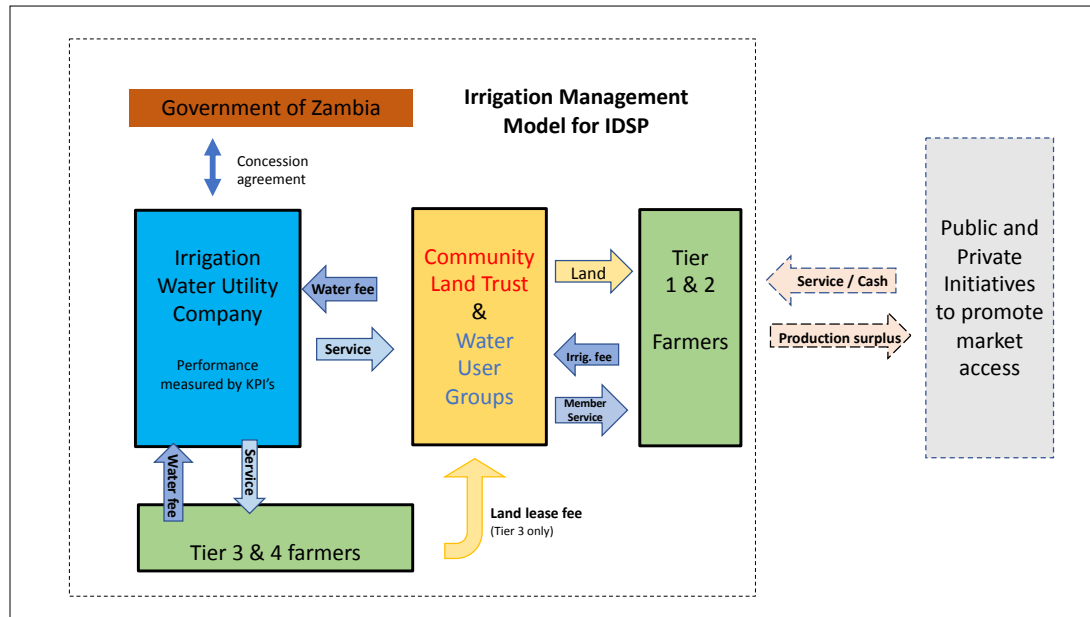 Government of Zambia
Irrigation Management
Model for IDSP
Concession
agreement
Irrigation
Water Utility
Company
Performance
measured by KPI's
Water fee
Service
Community
Land Trust
&
Water
User
Groups
Land
Irrig. fee
Member
Service
Tier
1 & 2
Farmers
Service / Cash
Production surplus
Public and
Private
Initiatives
to promote
market
access
Water fee
Service
Tier 3 & 4 farmers
Land lease fee
(Tier 3 only)